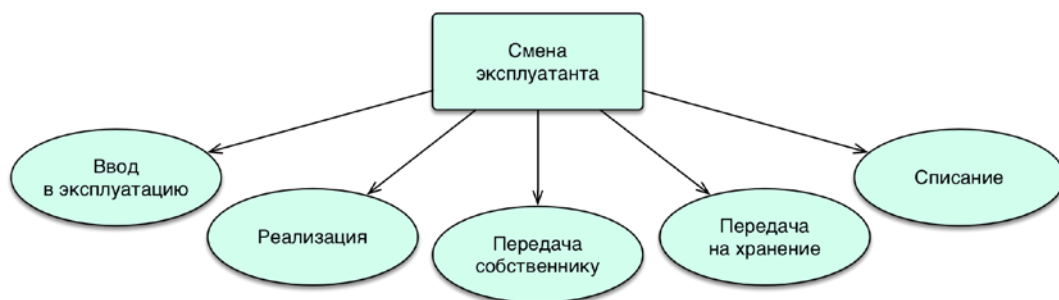 Смена
эксплуатанта
Ввод
в эксплуатацию
Реализация
Передача
собственнику
Передача
на хранение
Списание